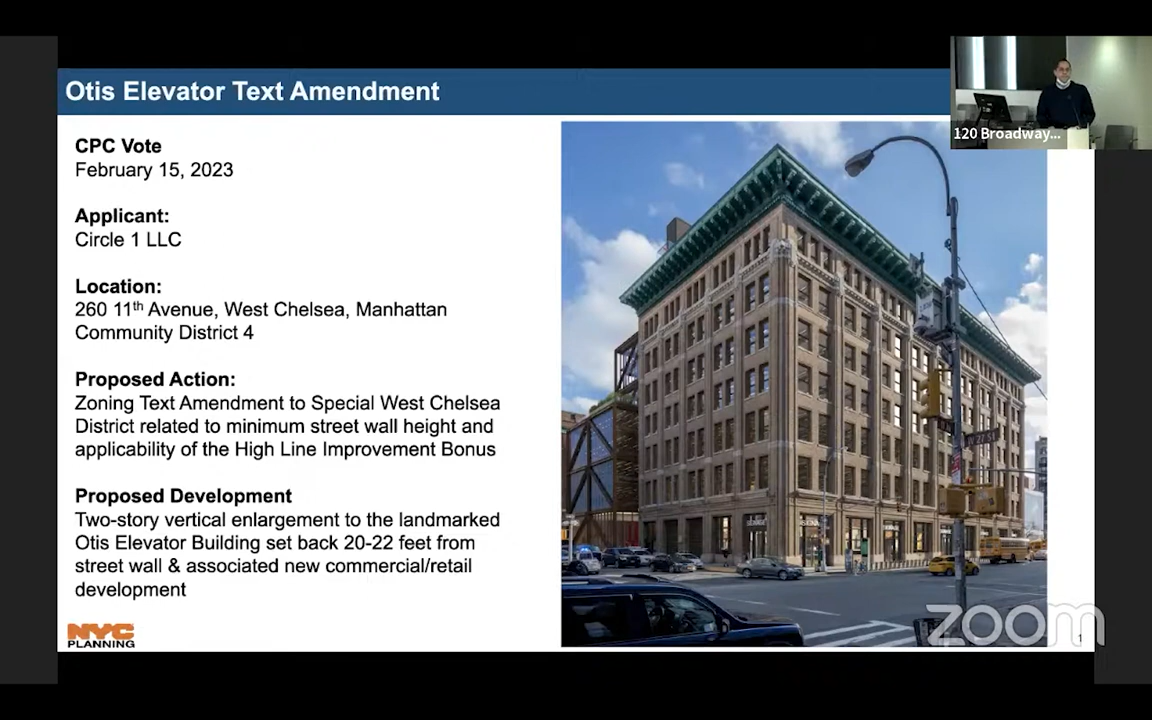 Otis Elevator Text Amendment
120 Broadway...
CPC Vote
February 15, 2023
Applicant:
Circle 1 LLC
Location:
260 11th Avenue, West Chelsea, Manhattan
Community District 4
Proposed Action:
Zoning Text Amendment to Special West Chelsea
District related to minimum street wall height and
applicability of the High Line Improvement Bonus
Proposed Development
Two-story vertical enlargement to the landmarked
Otis Elevator Building set back 20-22 feet from
street wall & associated new commercial/retail
development
NYC
PLANNING
W 27 ST
zoom
1